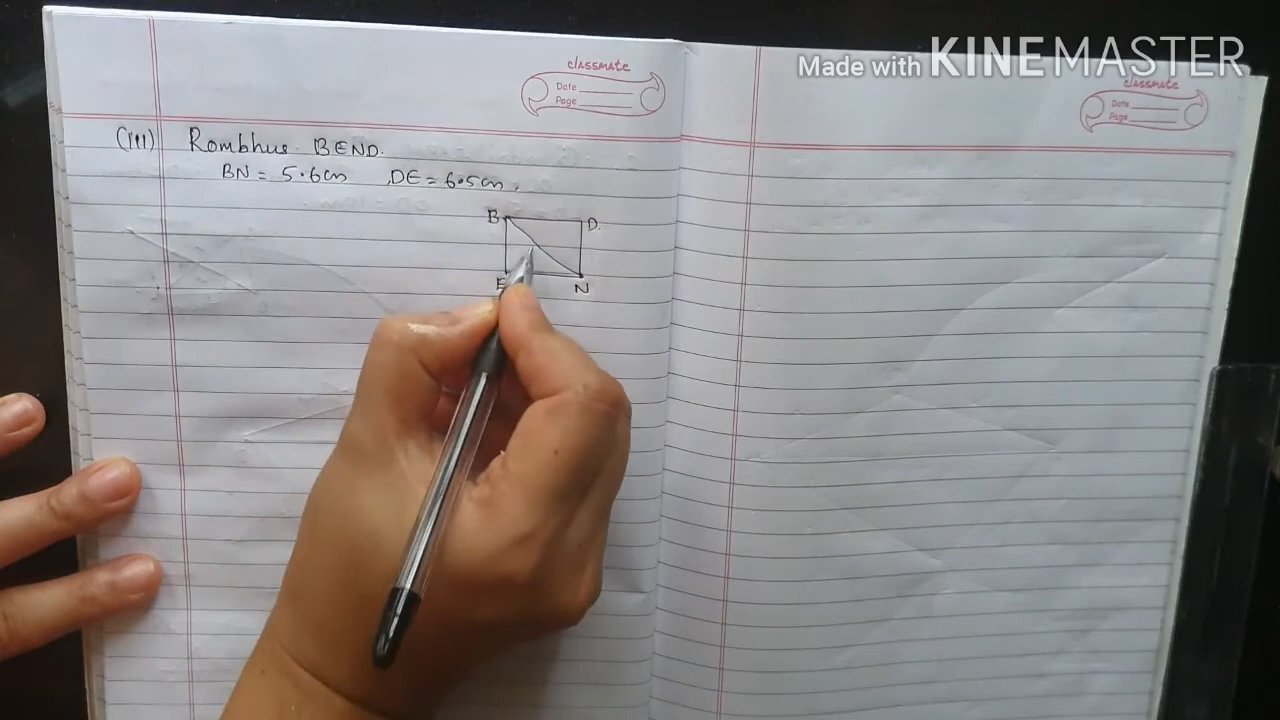 Made with KINEMASTER
classmate
Date
Page
classmate
Date
Page
(III) Rombhus BEND.
BN = 5.6cm , DE = 6.5cm,
B D.
E N